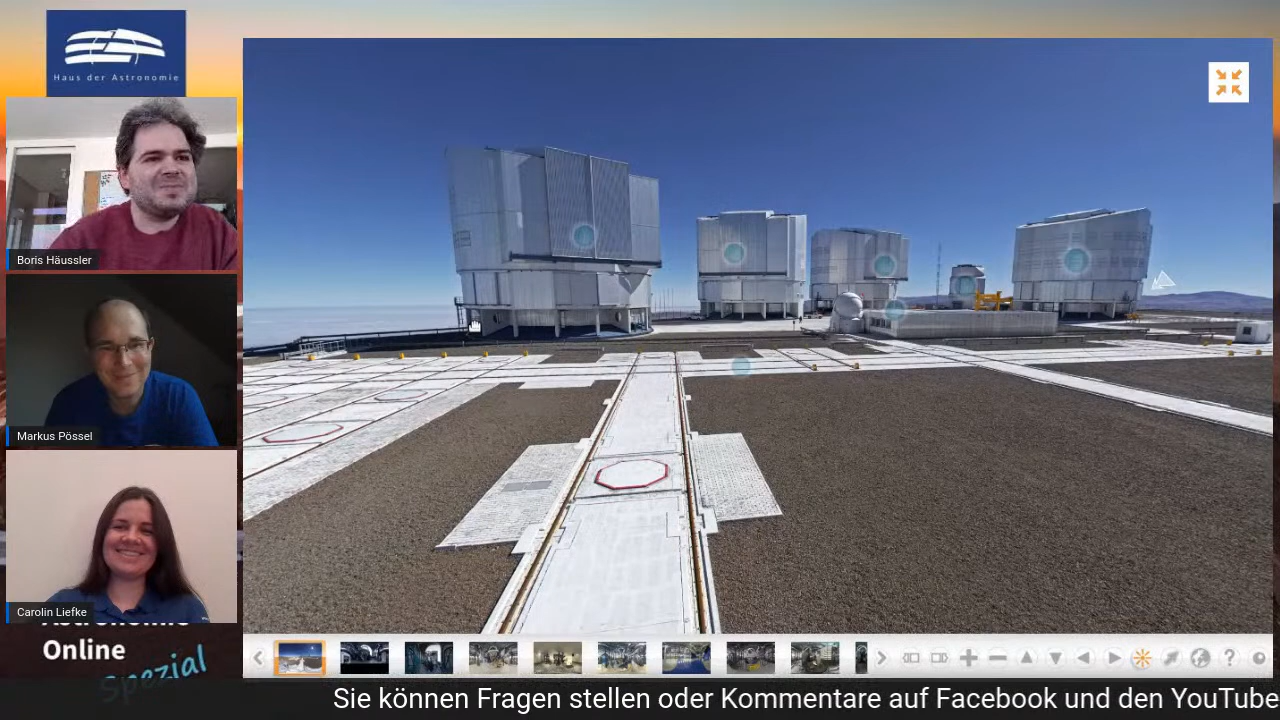 Haus der Astronomie
Boris Häussler
Markus Pössel
Carolin Liefke
Astronomie
Online
Spezial
Sie können Fragen stellen oder Kommentare auf Facebook und den YouTube